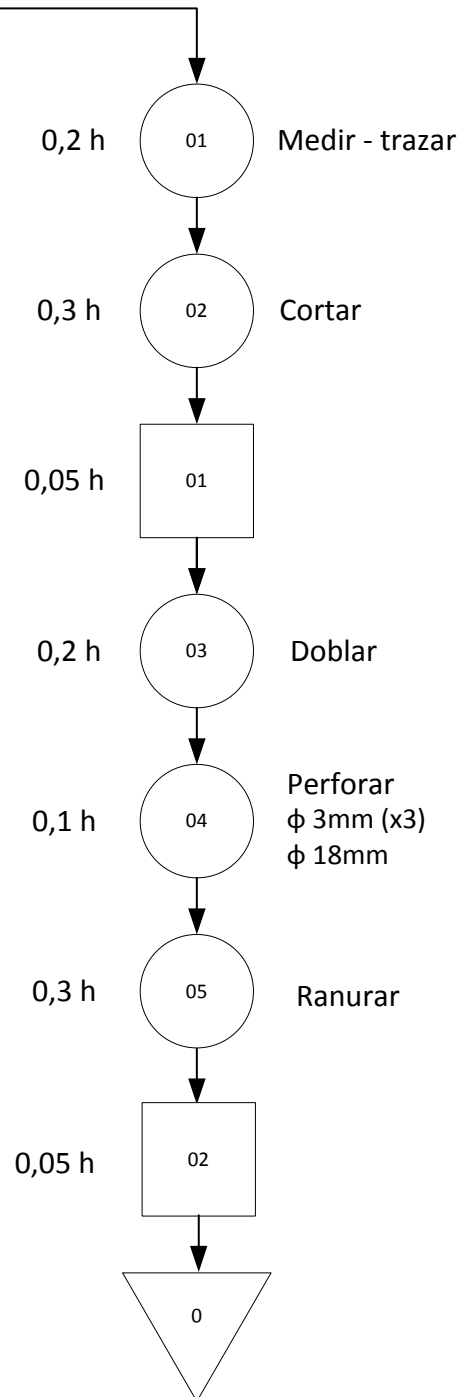 0,2 h 01 Medir - trazar
0,3 h 02 Cortar
0,05 h 01
0,2 h 03 Doblar
Perforar
0,1 h 04 ϕ 3mm (x3)
ϕ 18mm
0,3 h 05 Ranurar
0,05 h 02
0